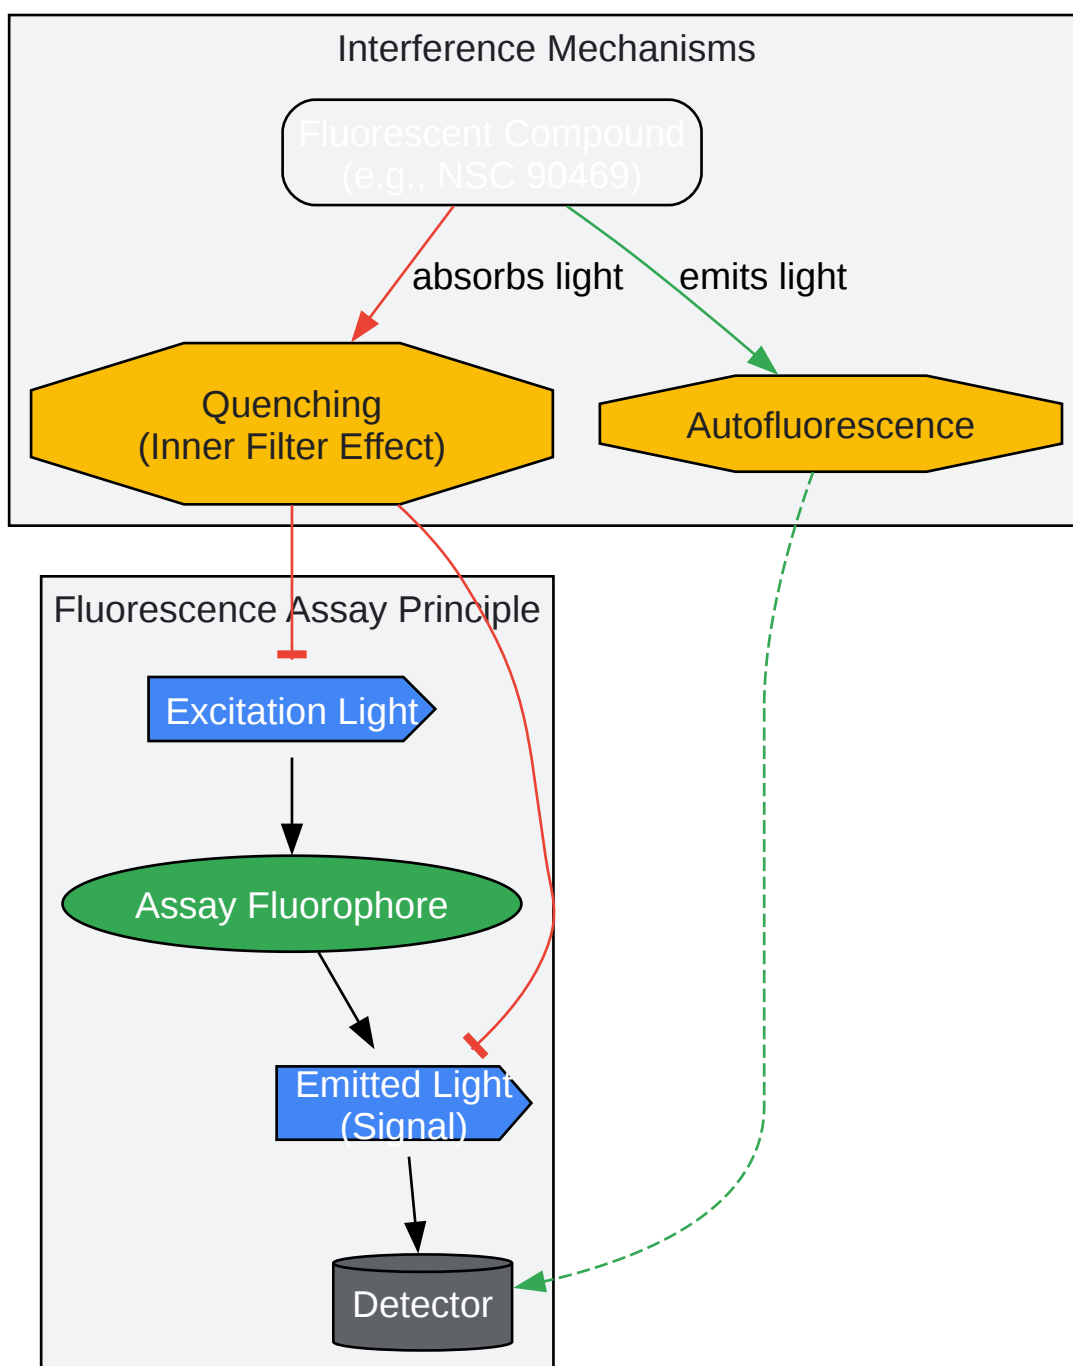 Interference Mechanisms
Fluorescent Compound
(e.g., NSC 90469)
absorbs light
emits light
Quenching
(Inner Filter Effect)
Autofluorescence
Fluorescence Assay Principle
Excitation Light
Assay Fluorophore
Emitted Light
(Signal)
Detector